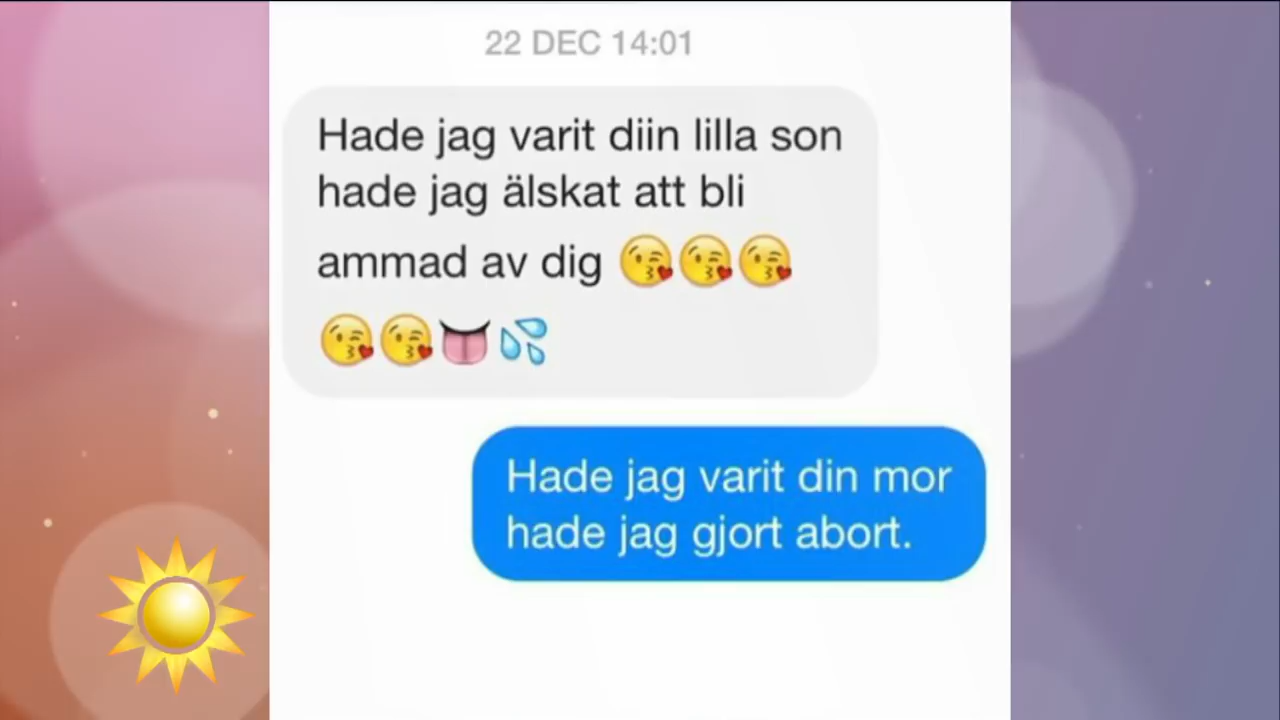 22 DEC 14:01
Hade jag varit diin lilla son
hade jag älskat att bli
ammad av dig 😘😘😘
😘😘👅💦
Hade jag varit din mor
hade jag gjort abort.